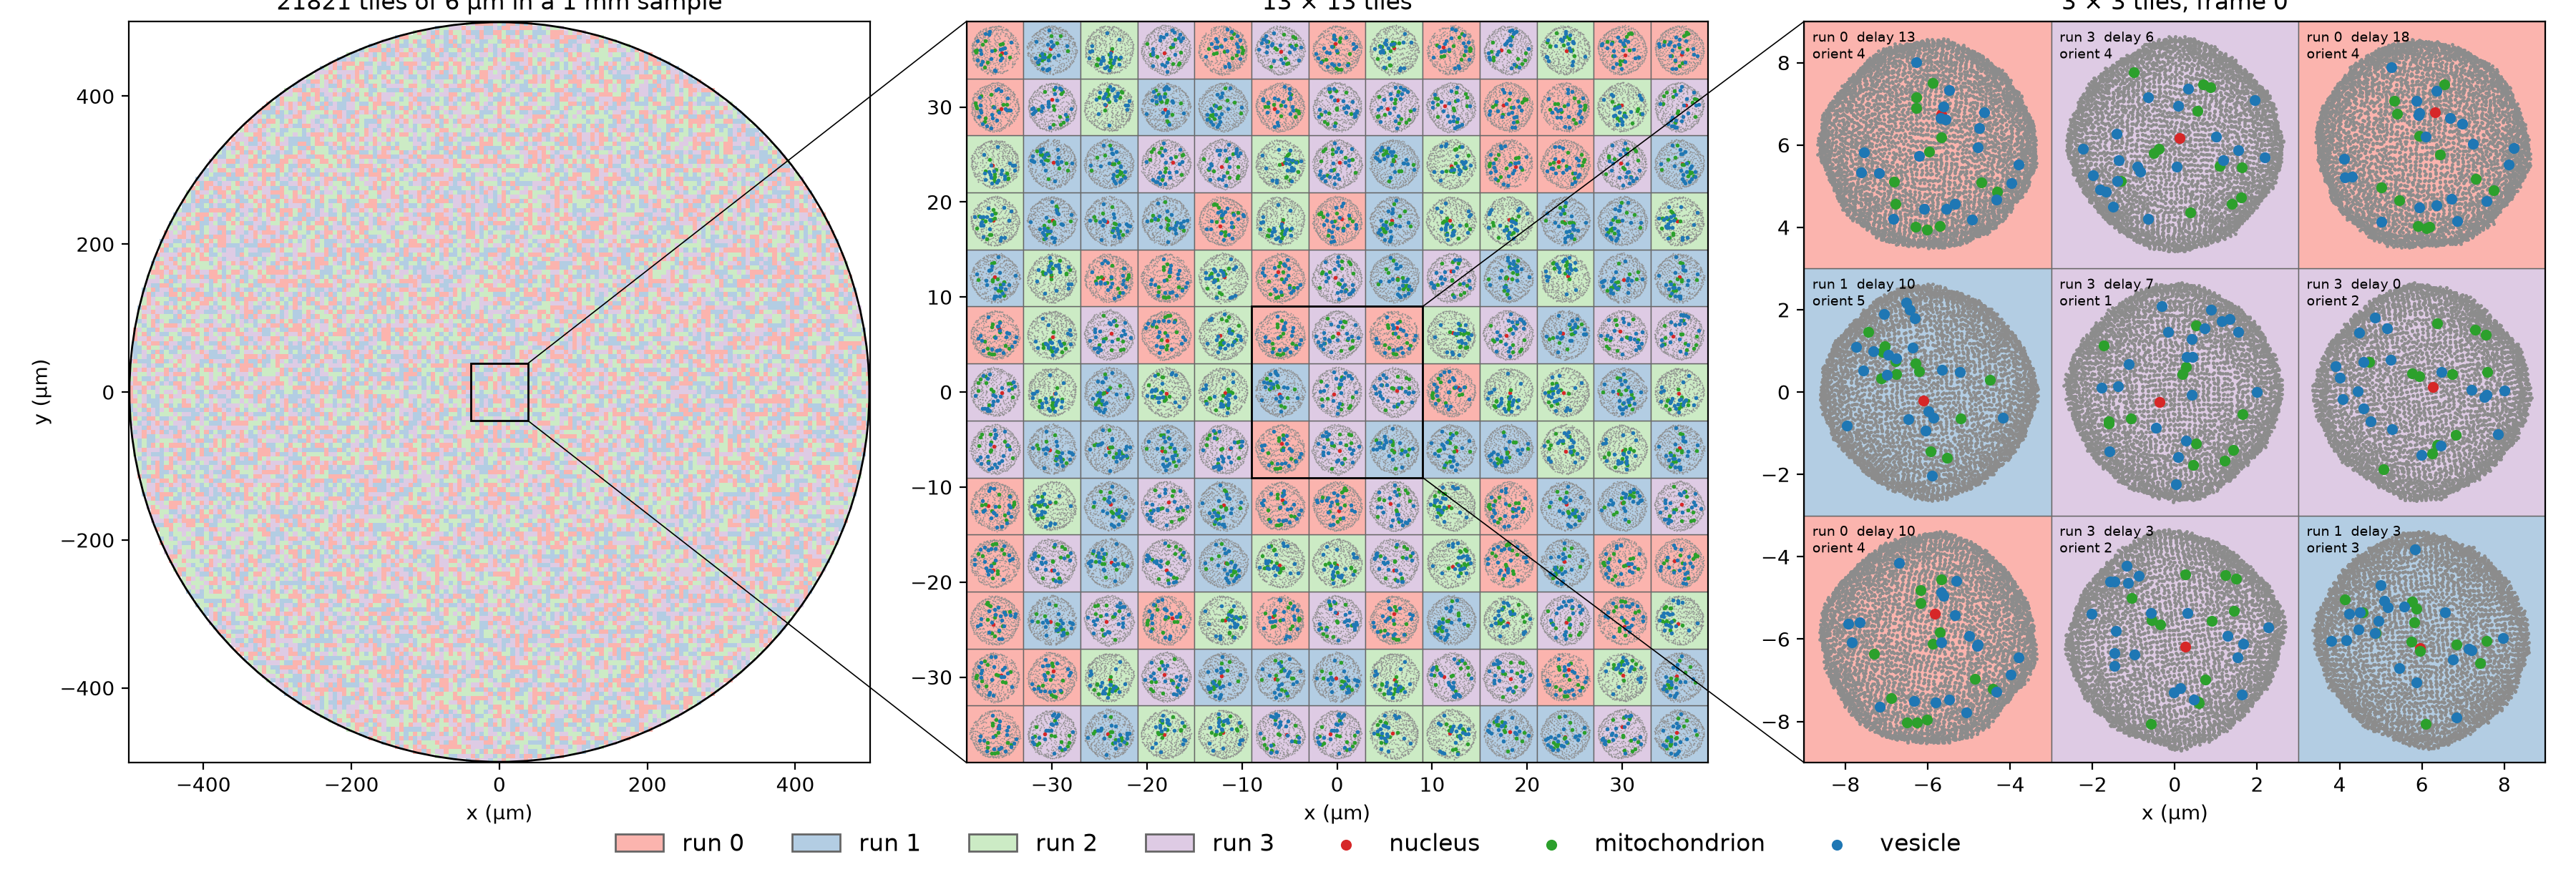 21821 tiles of 6 µm in a 1 mm sample
13 × 13 tiles
3 × 3 tiles, frame 0
y (µm)
400
200
0
−200
−400
−400
−200
0
200
400
x (µm)
30
20
10
0
−10
−20
−30
−30
−20
−10
0
10
20
30
x (µm)
8
6
4
2
0
−2
−4
−6
−8
run 0 delay 13
orient 4
run 3 delay 6
orient 4
run 0 delay 18
orient 4
run 1 delay 10
orient 5
run 3 delay 7
orient 1
run 3 delay 0
orient 2
run 0 delay 10
orient 4
run 3 delay 3
orient 2
run 1 delay 3
orient 3
−8
−6
−4
−2
0
2
4
6
8
x (µm)
run 0
run 1
run 2
run 3
nucleus
mitochondrion
vesicle